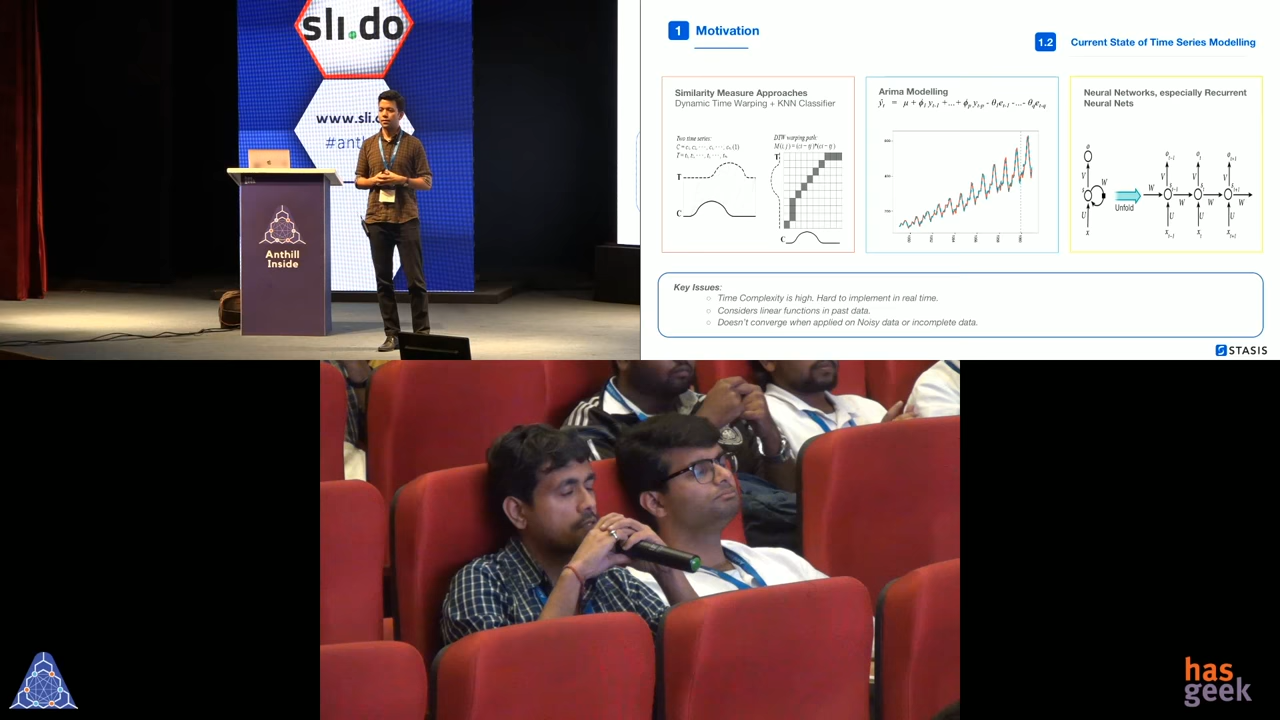 sli.do
www.sli.d
#anth
Anthill
Inside
1 Motivation
1.2 Current State of Time Series Modelling
Similarity Measure Approaches
Dynamic Time Warping + KNN Classifier
Two time series:
DTW warping path:
T
C
T
C
Arima Modelling
Neural Networks, especially Recurrent
Neural Nets
Unfold
Key Issues:
○ Time Complexity is high. Hard to implement in real time.
○ Considers linear functions in past data.
○ Doesn't converge when applied on Noisy data or incomplete data.
STASIS
has
geek